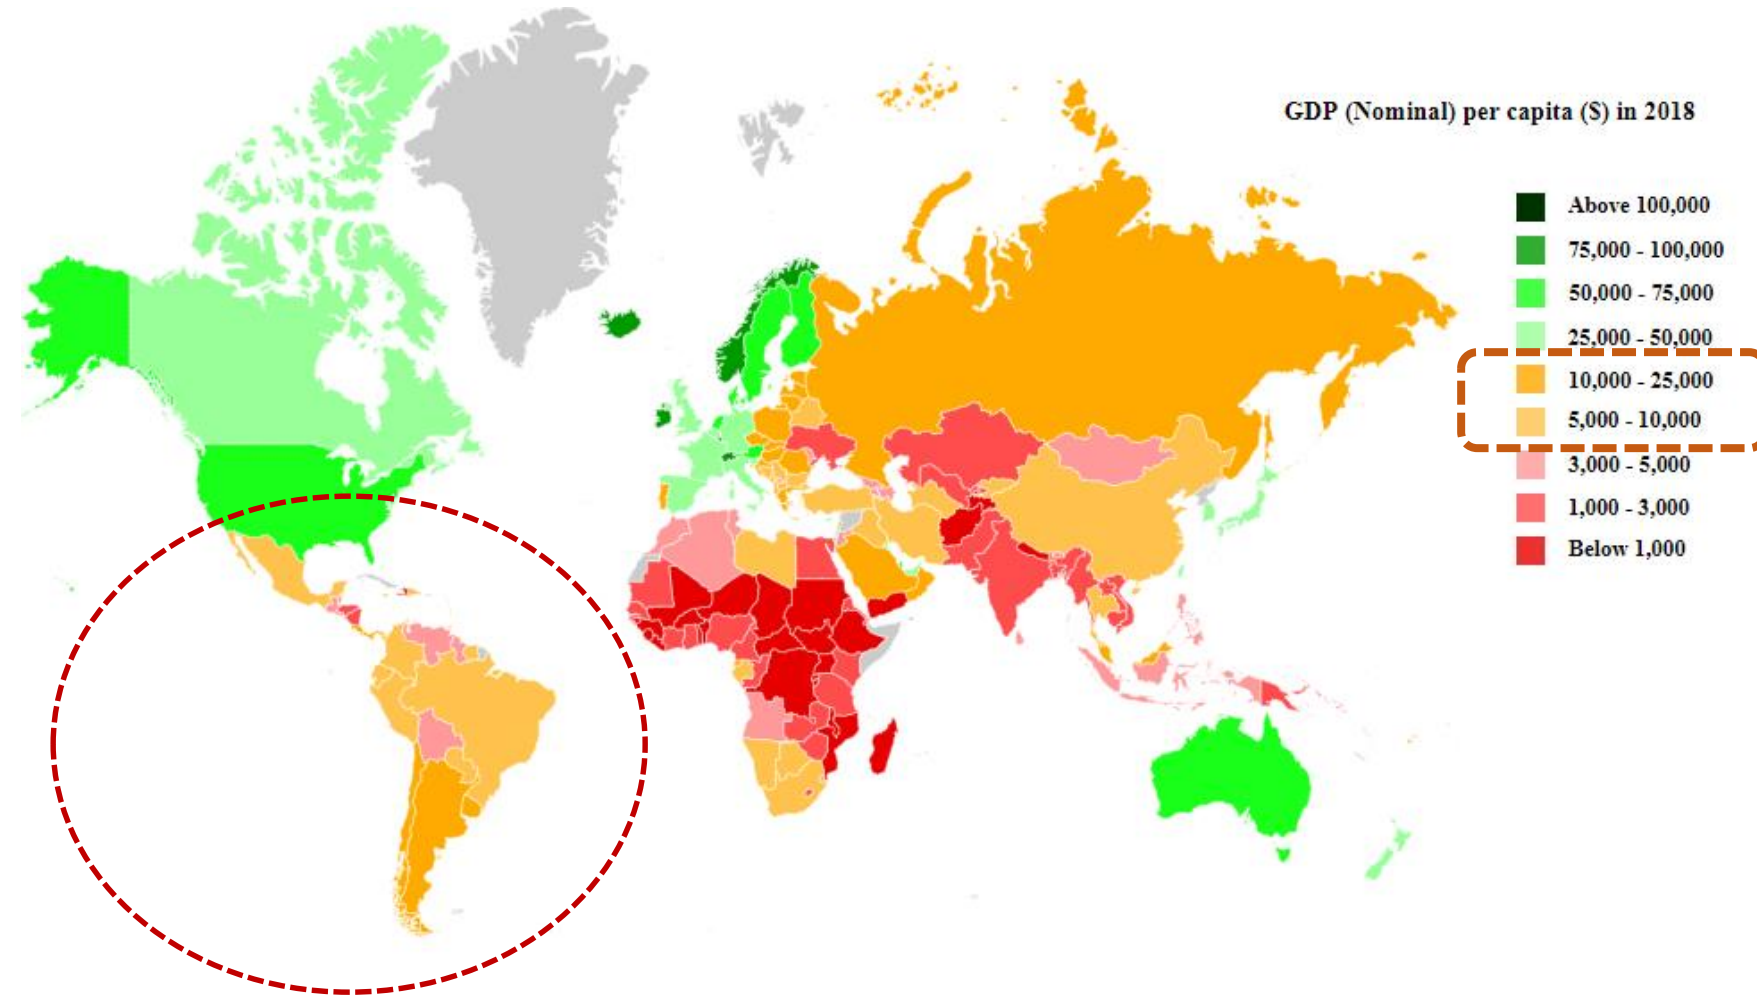 GDP (Nominal) per capita ($) in 2018
Above 100,000
75,000 - 100,000
50,000 - 75,000
25,000 - 50,000
10,000 - 25,000
5,000 - 10,000
3,000 - 5,000
1,000 - 3,000
Below 1,000